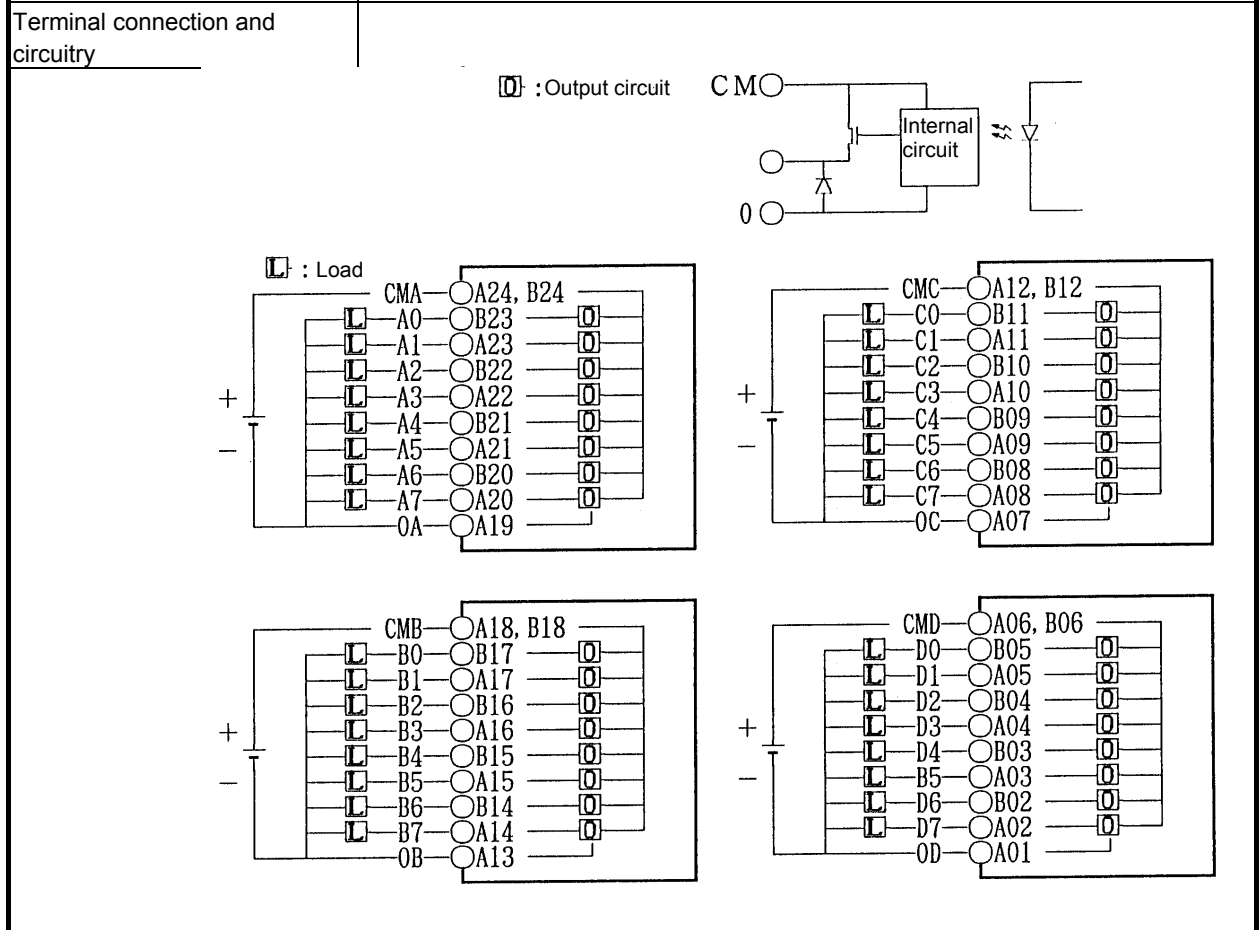 Terminal connection and
circuitry
O : Output circuit
CM
Internal
circuit
0
L : Load
CMA A24, B24
L A0 B23 O
L A1 A23 O
L A2 B22 O
L A3 A22 O
L A4 B21 O
L A5 A21 O
L A6 B20 O
L A7 A20 O
0A A19
+
−
CMC A12, B12
L C0 B11 O
L C1 A11 O
L C2 B10 O
L C3 A10 O
L C4 B09 O
L C5 A09 O
L C6 B08 O
L C7 A08 O
0C A07
+
−
CMB A18, B18
L B0 B17 O
L B1 A17 O
L B2 B16 O
L B3 A16 O
L B4 B15 O
L B5 A15 O
L B6 B14 O
L B7 A14 O
0B A13
+
−
CMD A06, B06
L D0 B05 O
L D1 A05 O
L D2 B04 O
L D3 A04 O
L D4 B03 O
L B5 A03 O
L D6 B02 O
L D7 A02 O
0D A01
+
−